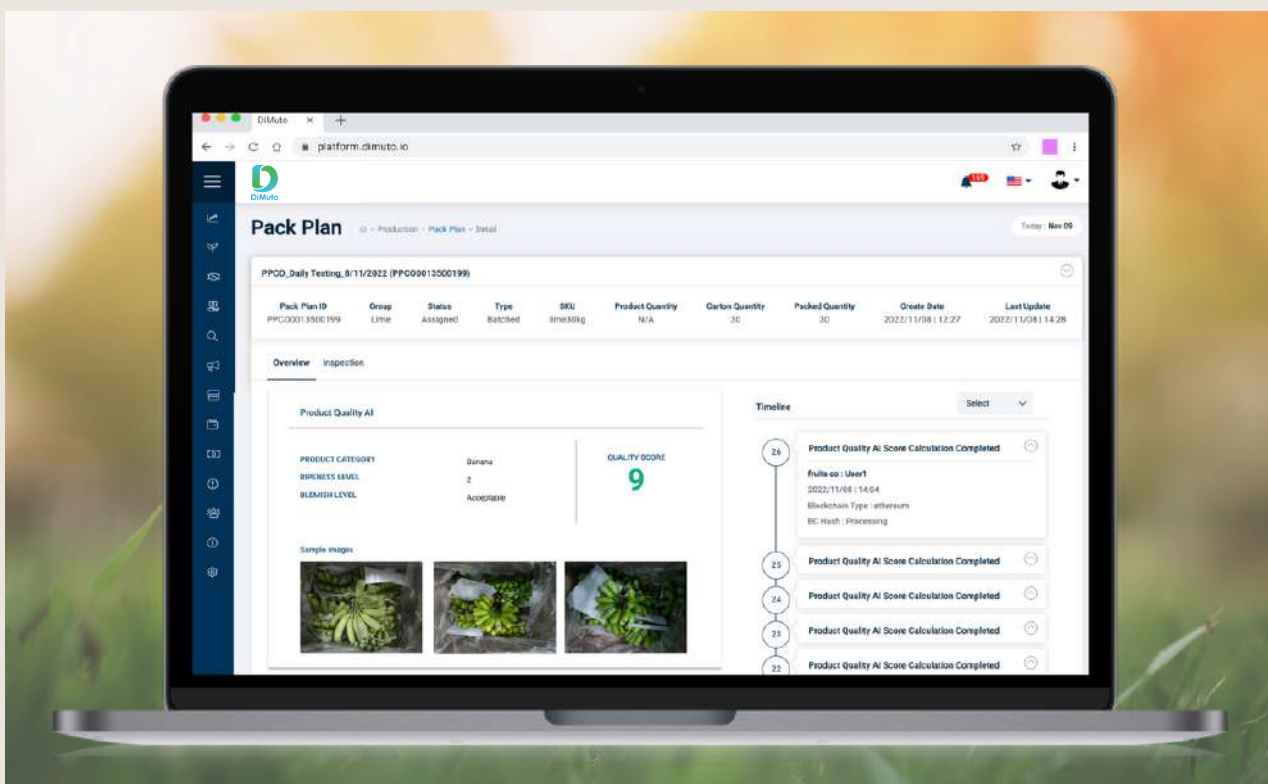 DiMuto
platform.dimuto.io
DiMuto
Pack Plan
Production - Pack Plan - Detail
Today: Nov 09
PPCO_Daily Testing_8/11/2022 (PPC00013500199)
Pack Plan ID Group Status Type SKU Product Quantity Carton Quantity Packed Quantity Create Date Last Update
PPC00013500199 Lime Assigned Batched lime30kg N/A 30 30 2022/11/08 | 12:27 2022/11/08 | 14:28
Overview Inspection
Product Quality AI
PRODUCT CATEGORY Banana
RIPENESS LEVEL 2
BLEMISH LEVEL Acceptable
QUALITY SCORE
9
Sample Images
Timeline
Select
26 Product Quality AI Score Calculation Completed
fruits co : User1
2022/11/08 | 14:04
Blockchain Type : ethereum
BC Hash : Processing
25 Product Quality AI Score Calculation Completed
24 Product Quality AI Score Calculation Completed
23 Product Quality AI Score Calculation Completed
22 Product Quality AI Score Calculation Completed